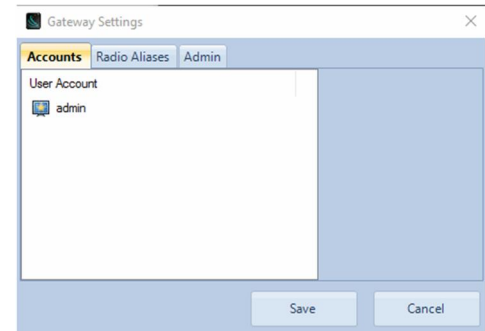 Gateway Settings
Accounts Radio Aliases Admin
User Account
admin
Save Cancel